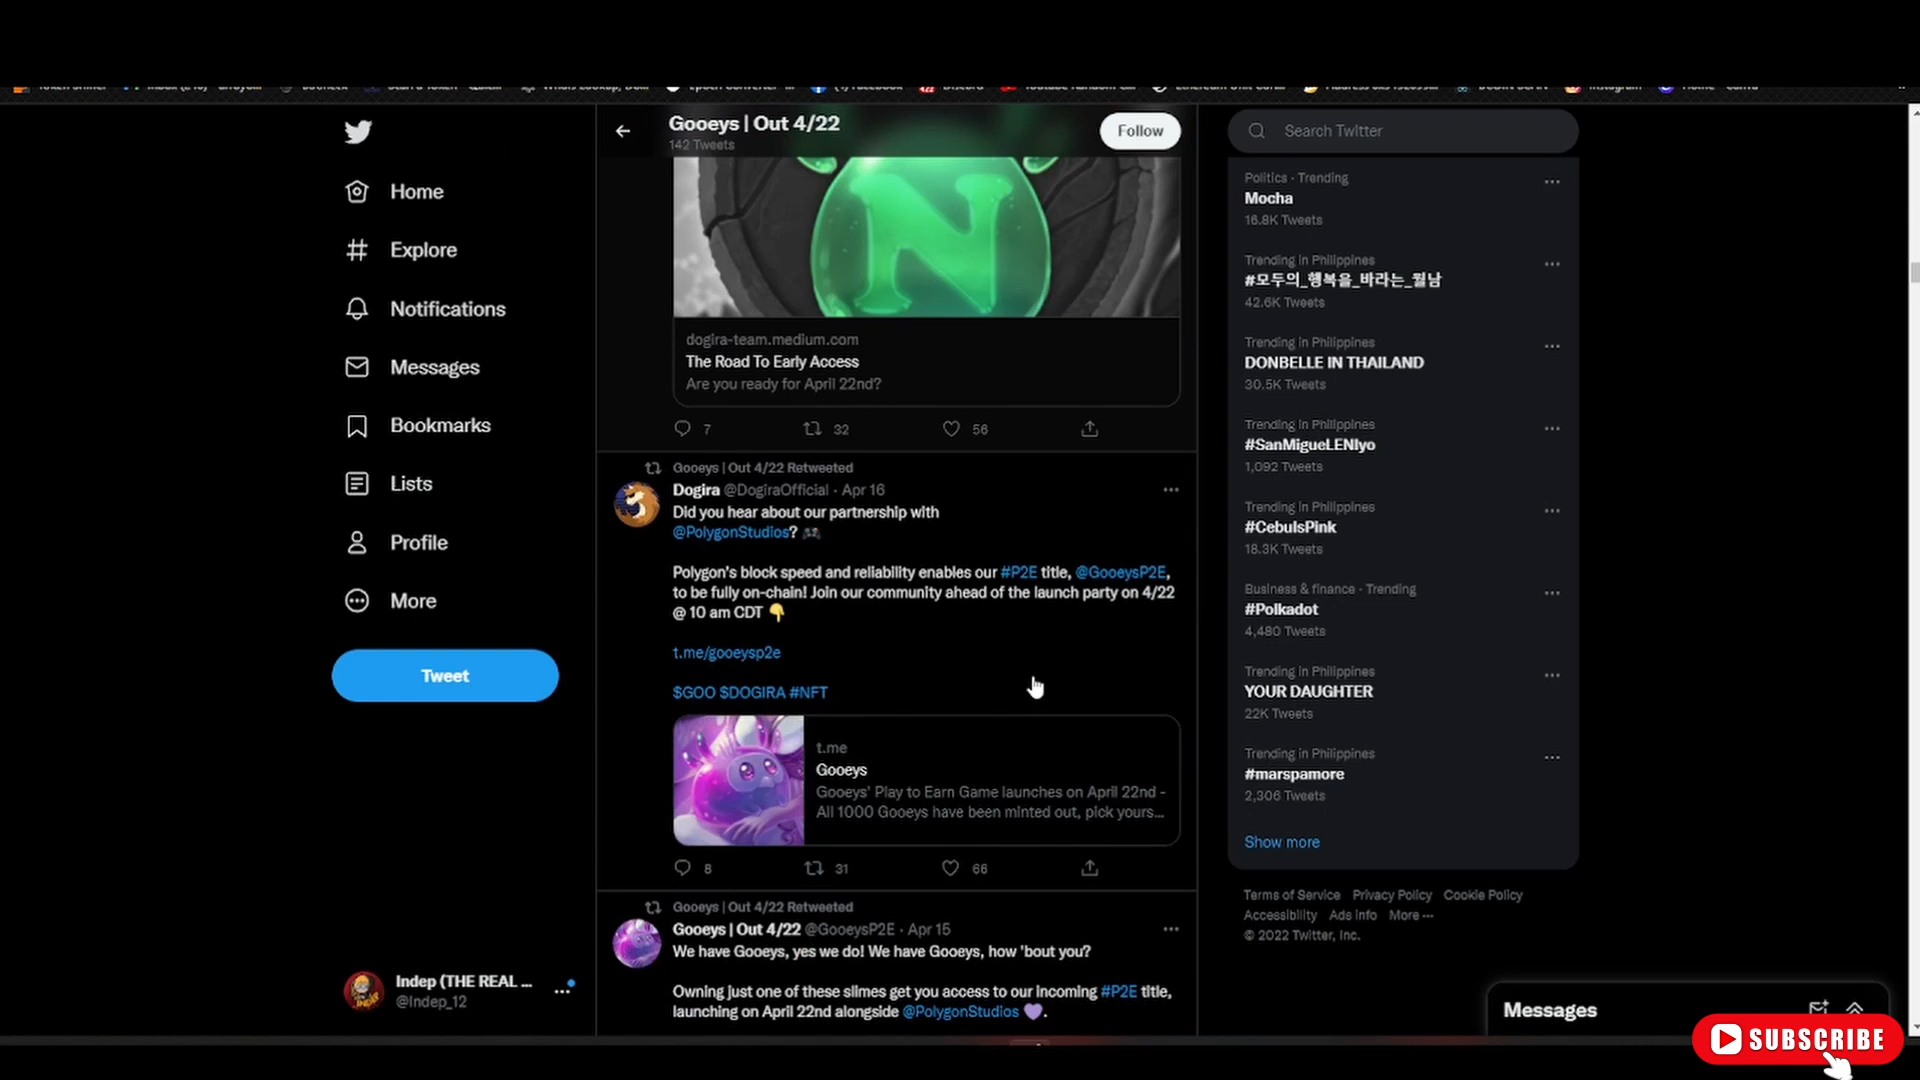 Gooeys | Out 4/22
142 Tweets
Follow
Search Twitter
Home
Explore
Notifications
Messages
Bookmarks
Lists
Profile
More
Tweet
Indep (THE REAL ...
@Indep_12
N
dogira-team.medium.com
The Road To Early Access
Are you ready for April 22nd?
7
32
56
Gooeys | Out 4/22 Retweeted
Dogira @DogiraOfficial · Apr 16
Did you hear about our partnership with
@PolygonStudios?
Polygon's block speed and reliability enables our #P2E title, @GooeysP2E,
to be fully on-chain! Join our community ahead of the launch party on 4/22
@ 10 am CDT 👇
t.me/gooeysp2e
$GOO $DOGIRA #NFT
t.me
Gooeys
Gooeys' Play to Earn Game launches on April 22nd -
All 1000 Gooeys have been minted out, pick yours...
8
31
66
Gooeys | Out 4/22 Retweeted
Gooeys | Out 4/22 @GooeysP2E · Apr 15
We have Gooeys, yes we do! We have Gooeys, how 'bout you?
Owning just one of these slimes get you access to our incoming #P2E title,
launching on April 22nd alongside @PolygonStudios 💜.
Politics · Trending
Mocha
16.8K Tweets
Trending in Philippines
#모두의_행복을_바라는_월남
42.6K Tweets
Trending in Philippines
DONBELLE IN THAILAND
30.5K Tweets
Trending in Philippines
#SanMigueLENIyo
1,092 Tweets
Trending in Philippines
#CebuIsPink
18.3K Tweets
Business & finance · Trending
#Polkadot
4,480 Tweets
Trending in Philippines
YOUR DAUGHTER
22K Tweets
Trending in Philippines
#marspamore
2,306 Tweets
Show more
Terms of Service Privacy Policy Cookie Policy
Accessibility Ads info More ···
© 2022 Twitter, Inc.
Messages
SUBSCRIBE